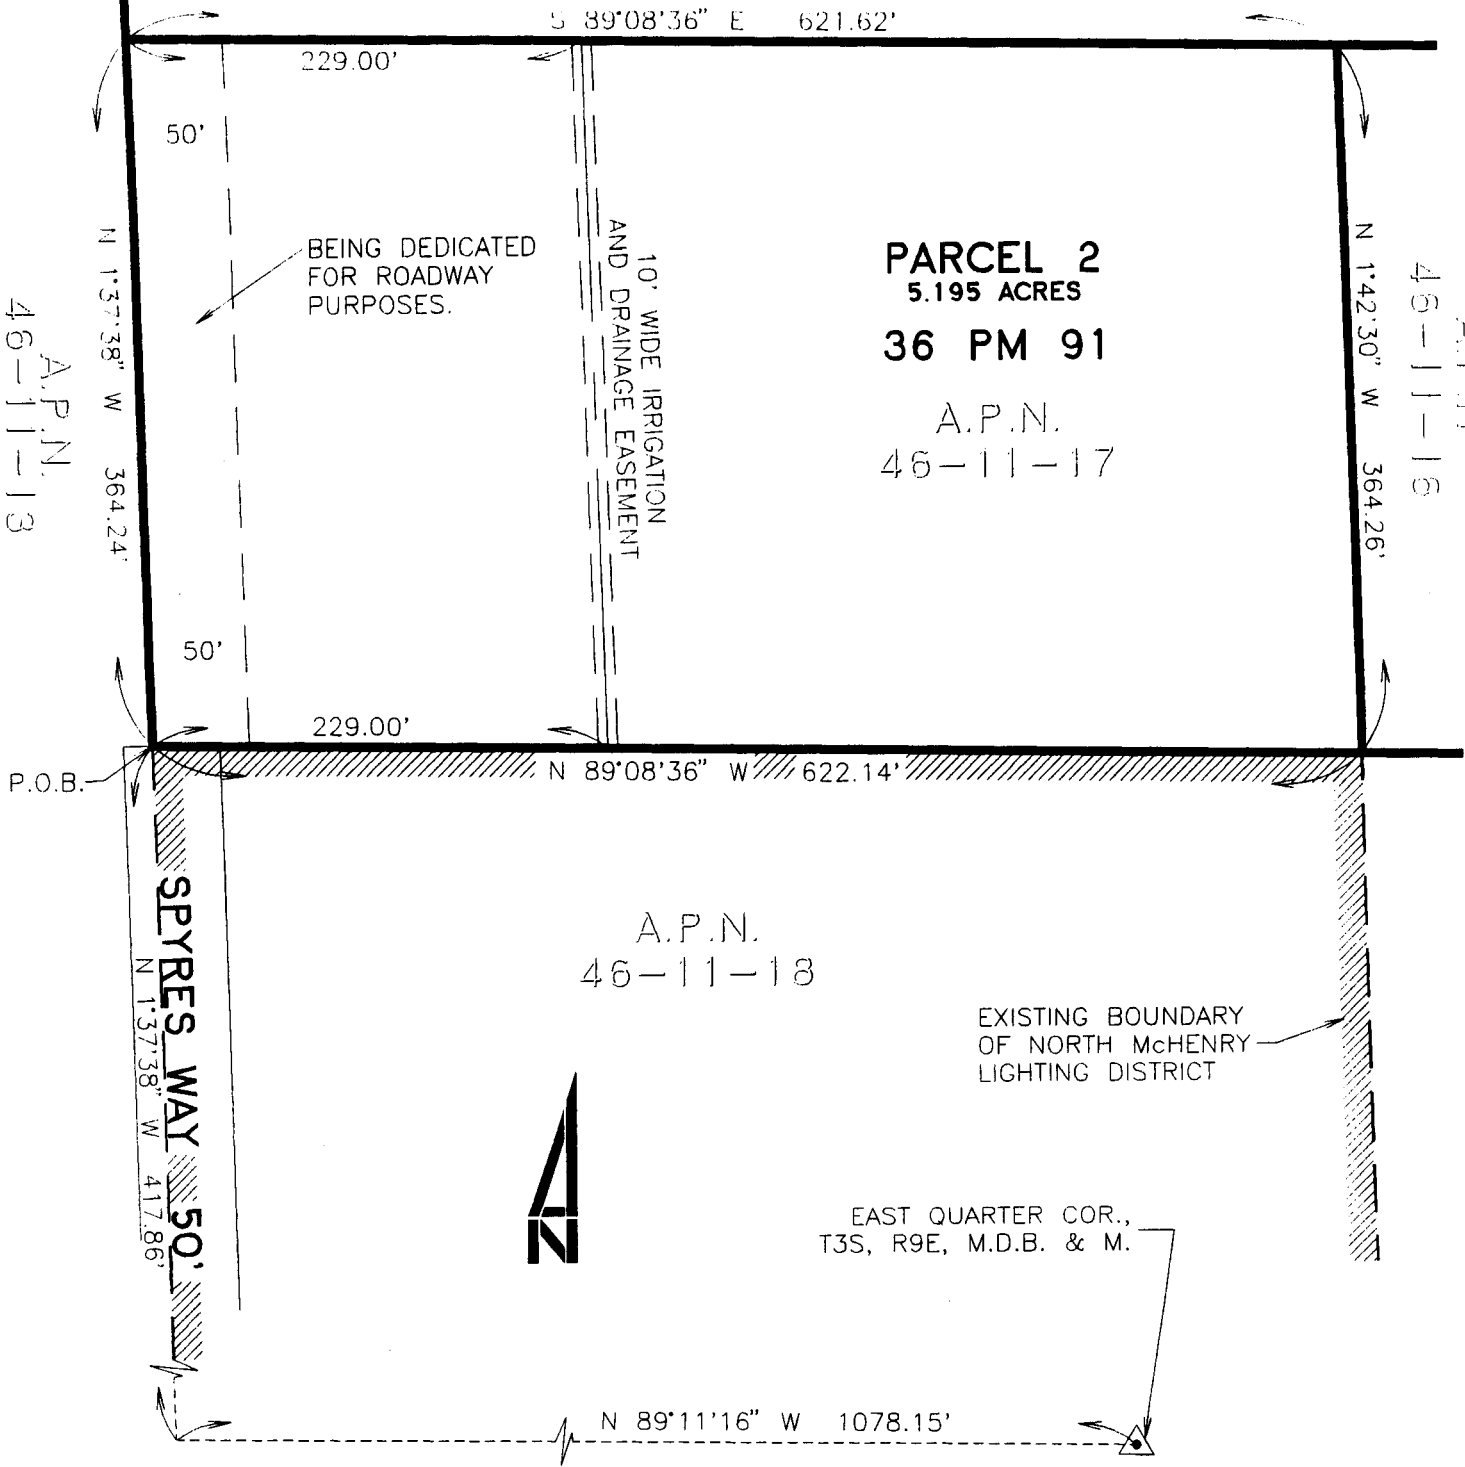 S 89°08'36" E 621.62'
229.00'
50'
BEING DEDICATED
FOR ROADWAY
PURPOSES.
N 1°37'38" W 364.24'
A.P.N.
46-11-13
10' WIDE IRRIGATION
AND DRAINAGE EASEMENT
PARCEL 2
5.195 ACRES
36 PM 91
A.P.N.
46-11-17
N 1°42'30" W 364.26'
46-11-16
50'
229.00'
P.O.B.
N 89°08'36" W 622.14'
SPYRES WAY 50'
N 1°37'38" W 417.86'
A.P.N.
46-11-18
EXISTING BOUNDARY
OF NORTH McHENRY
LIGHTING DISTRICT
N
EAST QUARTER COR.,
T3S, R9E, M.D.B. & M.
N 89°11'16" W 1078.15'